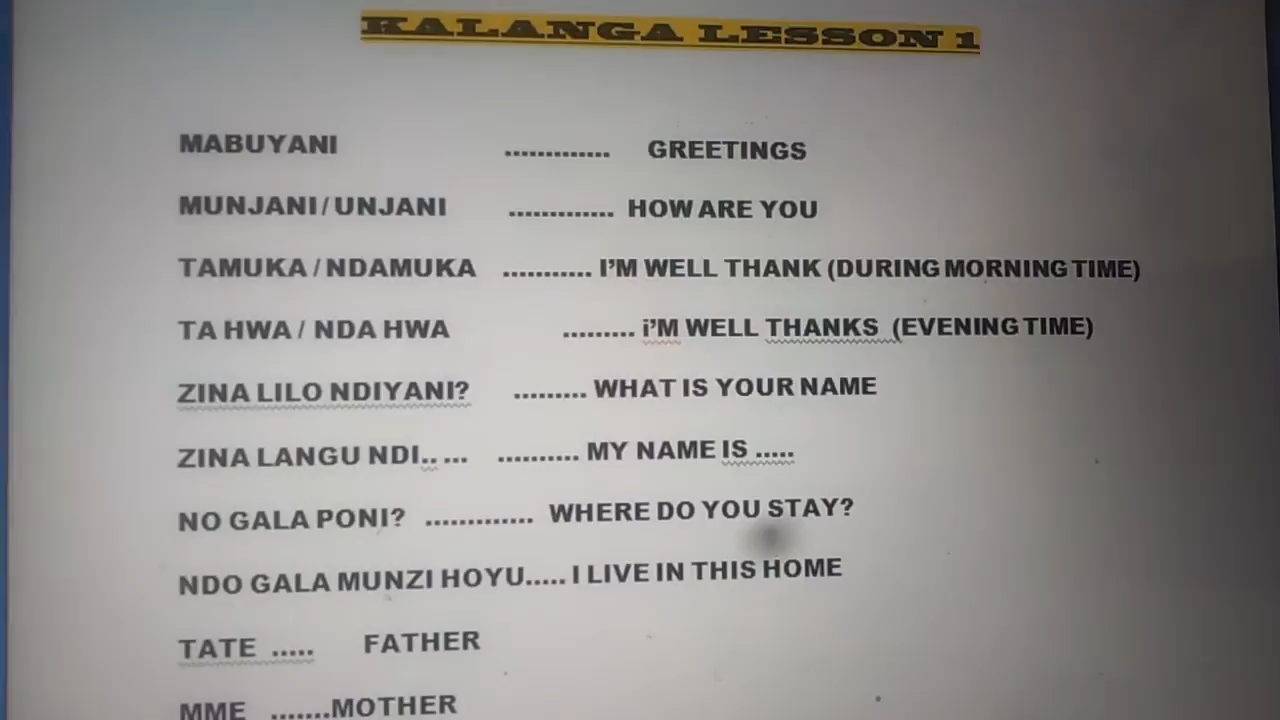 KALANGA LESSON 1
MABUYANI ............. GREETINGS
MUNJANI/UNJANI ............. HOW ARE YOU
TAMUKA / NDAMUKA ........... I'M WELL THANK (DURING MORNING TIME)
TA HWA / NDA HWA ......... i'M WELL THANKS (EVENING TIME)
ZINA LILO NDIYANI? ......... WHAT IS YOUR NAME
ZINA LANGU NDI.. ... .......... MY NAME IS .....
NO GALA PONI? ............. WHERE DO YOU STAY?
NDO GALA MUNZI HOYU..... I LIVE IN THIS HOME
TATE ..... FATHER
MME .......MOTHER